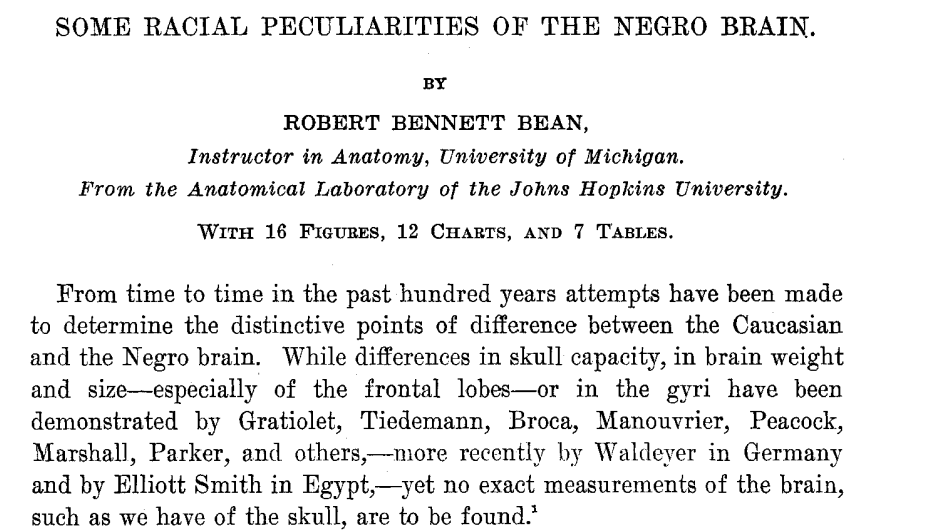 SOME RACIAL PECULIARITIES OF THE NEGRO BRAIN.
BY
ROBERT BENNETT BEAN,
Instructor in Anatomy, University of Michigan.
From the Anatomical Laboratory of the Johns Hopkins University.
With 16 Figures, 12 Charts, and 7 Tables.
From time to time in the past hundred years attempts have been made
to determine the distinctive points of difference between the Caucasian
and the Negro brain. While differences in skull capacity, in brain weight
and size—especially of the frontal lobes—or in the gyri have been
demonstrated by Gratiolet, Tiedemann, Broca, Manouvrier, Peacock,
Marshall, Parker, and others,—more recently by Waldeyer in Germany
and by Elliott Smith in Egypt,—yet no exact measurements of the brain,
such as we have of the skull, are to be found.¹